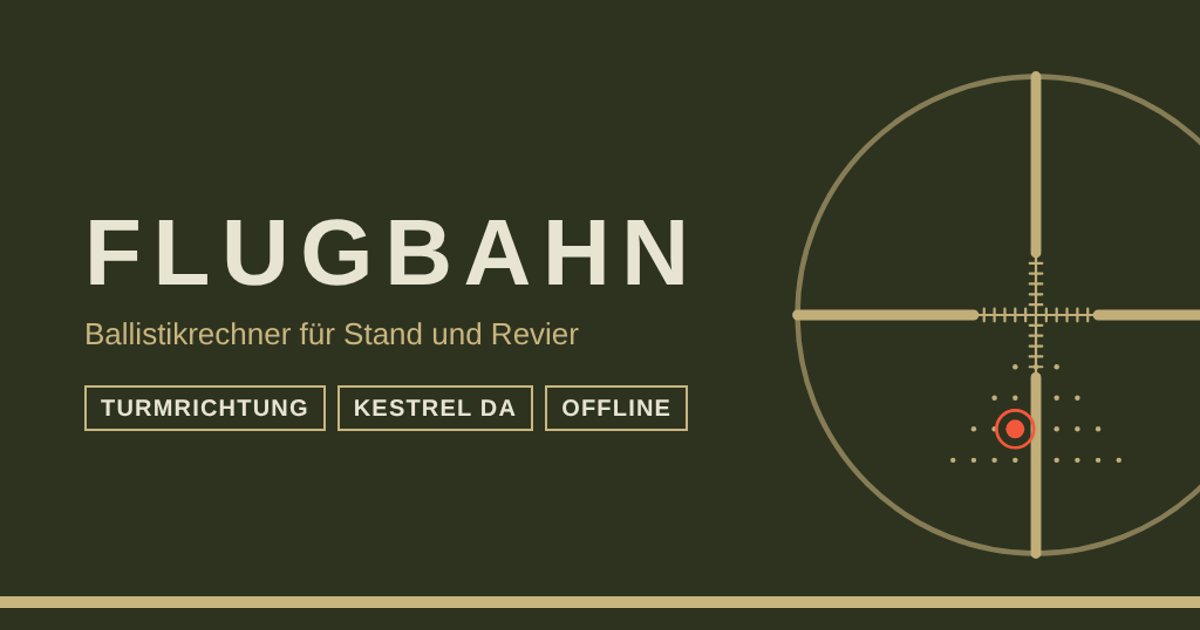 FLUGBAHN
Ballistikrechner für Stand und Revier
TURMRICHTUNG KESTREL DA OFFLINE